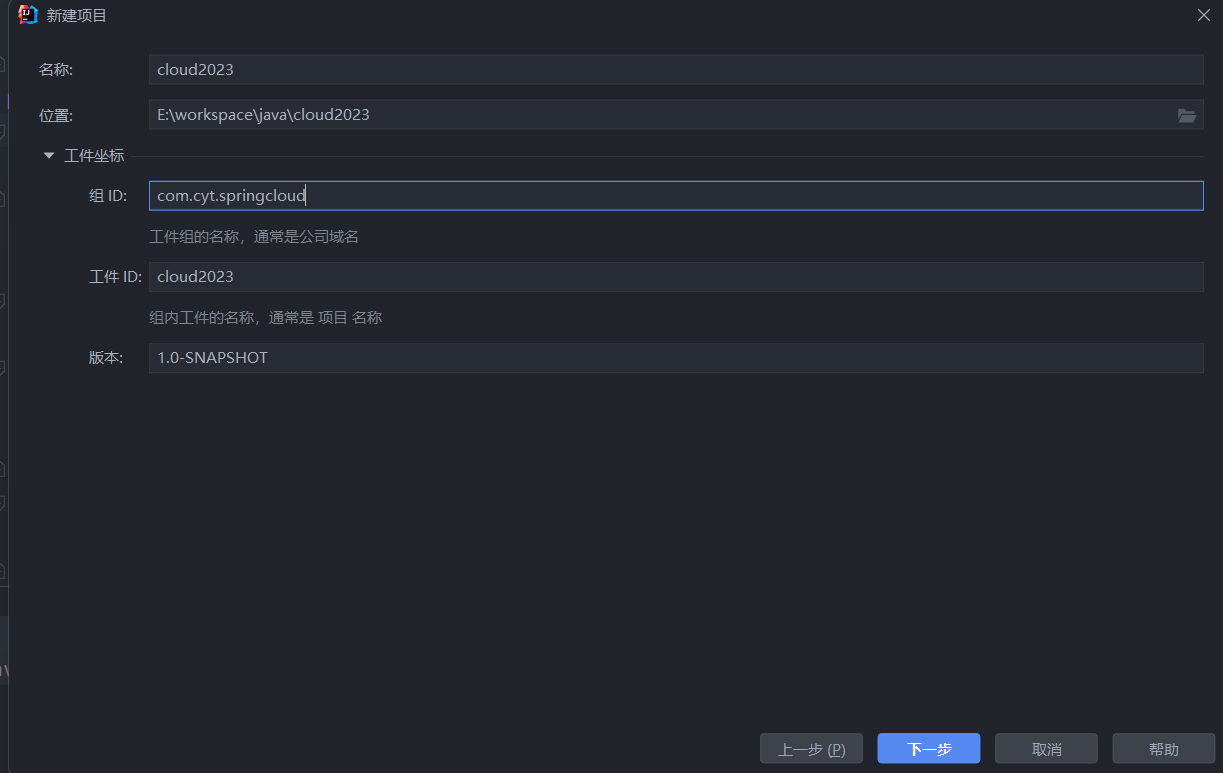 新建项目
名称: cloud2023
位置: E:\workspace\java\cloud2023
工件坐标
组 ID: com.cyt.springcloud
工件组的名称，通常是公司域名
工件 ID: cloud2023
组内工件的名称，通常是 项目 名称
版本: 1.0-SNAPSHOT
上一步 (P) 下一步 取消 帮助